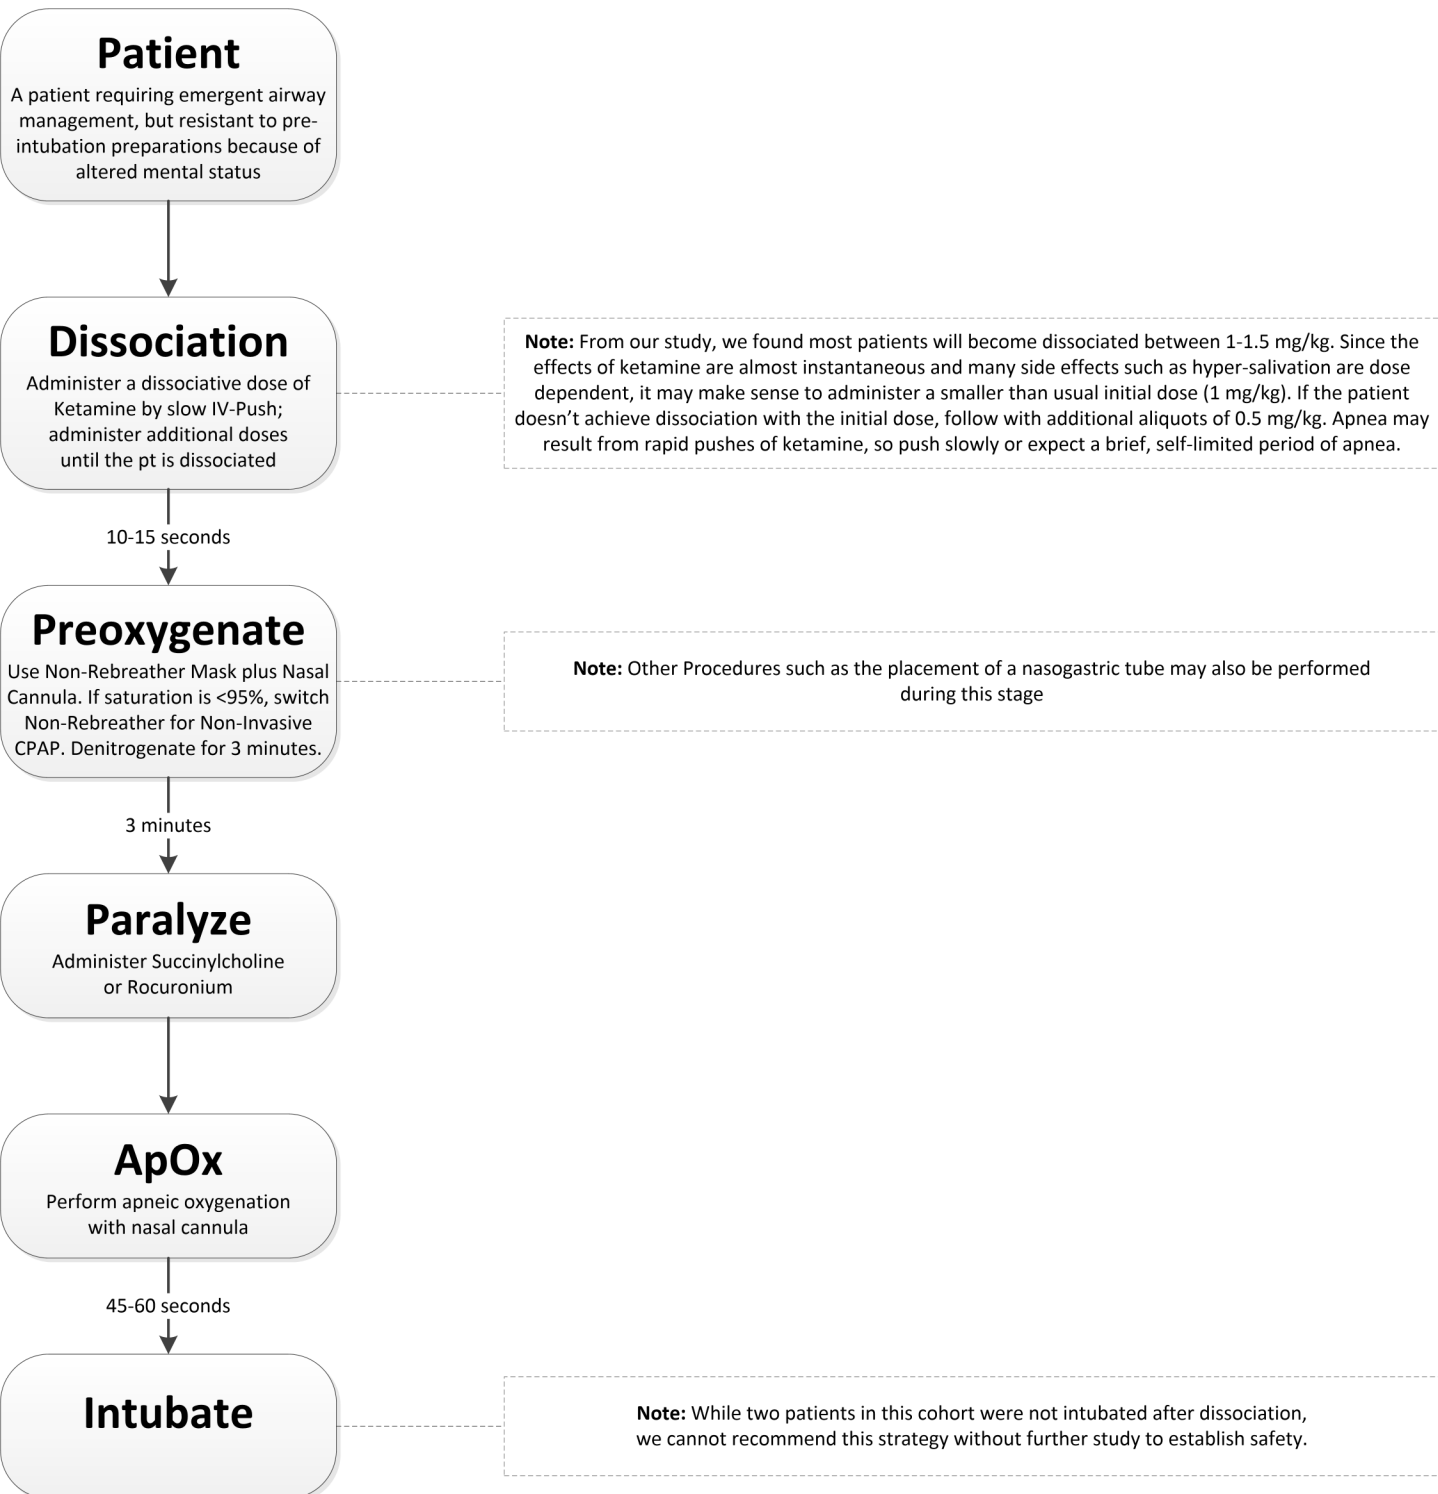 Patient
A patient requiring emergent airway
management, but resistant to pre-
intubation preparations because of
altered mental status
Dissociation
Administer a dissociative dose of
Ketamine by slow IV-Push;
administer additional doses
until the pt is dissociated
Note: From our study, we found most patients will become dissociated between 1-1.5 mg/kg. Since the
effects of ketamine are almost instantaneous and many side effects such as hyper-salivation are dose
dependent, it may make sense to administer a smaller than usual initial dose (1 mg/kg). If the patient
doesn’t achieve dissociation with the initial dose, follow with additional aliquots of 0.5 mg/kg. Apnea may
result from rapid pushes of ketamine, so push slowly or expect a brief, self-limited period of apnea.
10-15 seconds
Preoxygenate
Use Non-Rebreather Mask plus Nasal
Cannula. If saturation is <95%, switch
Non-Rebreather for Non-Invasive
CPAP. Denitrogenate for 3 minutes.
Note: Other Procedures such as the placement of a nasogastric tube may also be performed
during this stage
3 minutes
Paralyze
Administer Succinylcholine
or Rocuronium
ApOx
Perform apneic oxygenation
with nasal cannula
45-60 seconds
Intubate
Note: While two patients in this cohort were not intubated after dissociation,
we cannot recommend this strategy without further study to establish safety.